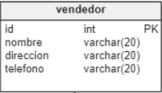 vendedor
id int PK
nombre varchar(20)
direccion varchar(20)
telefono varchar(20)